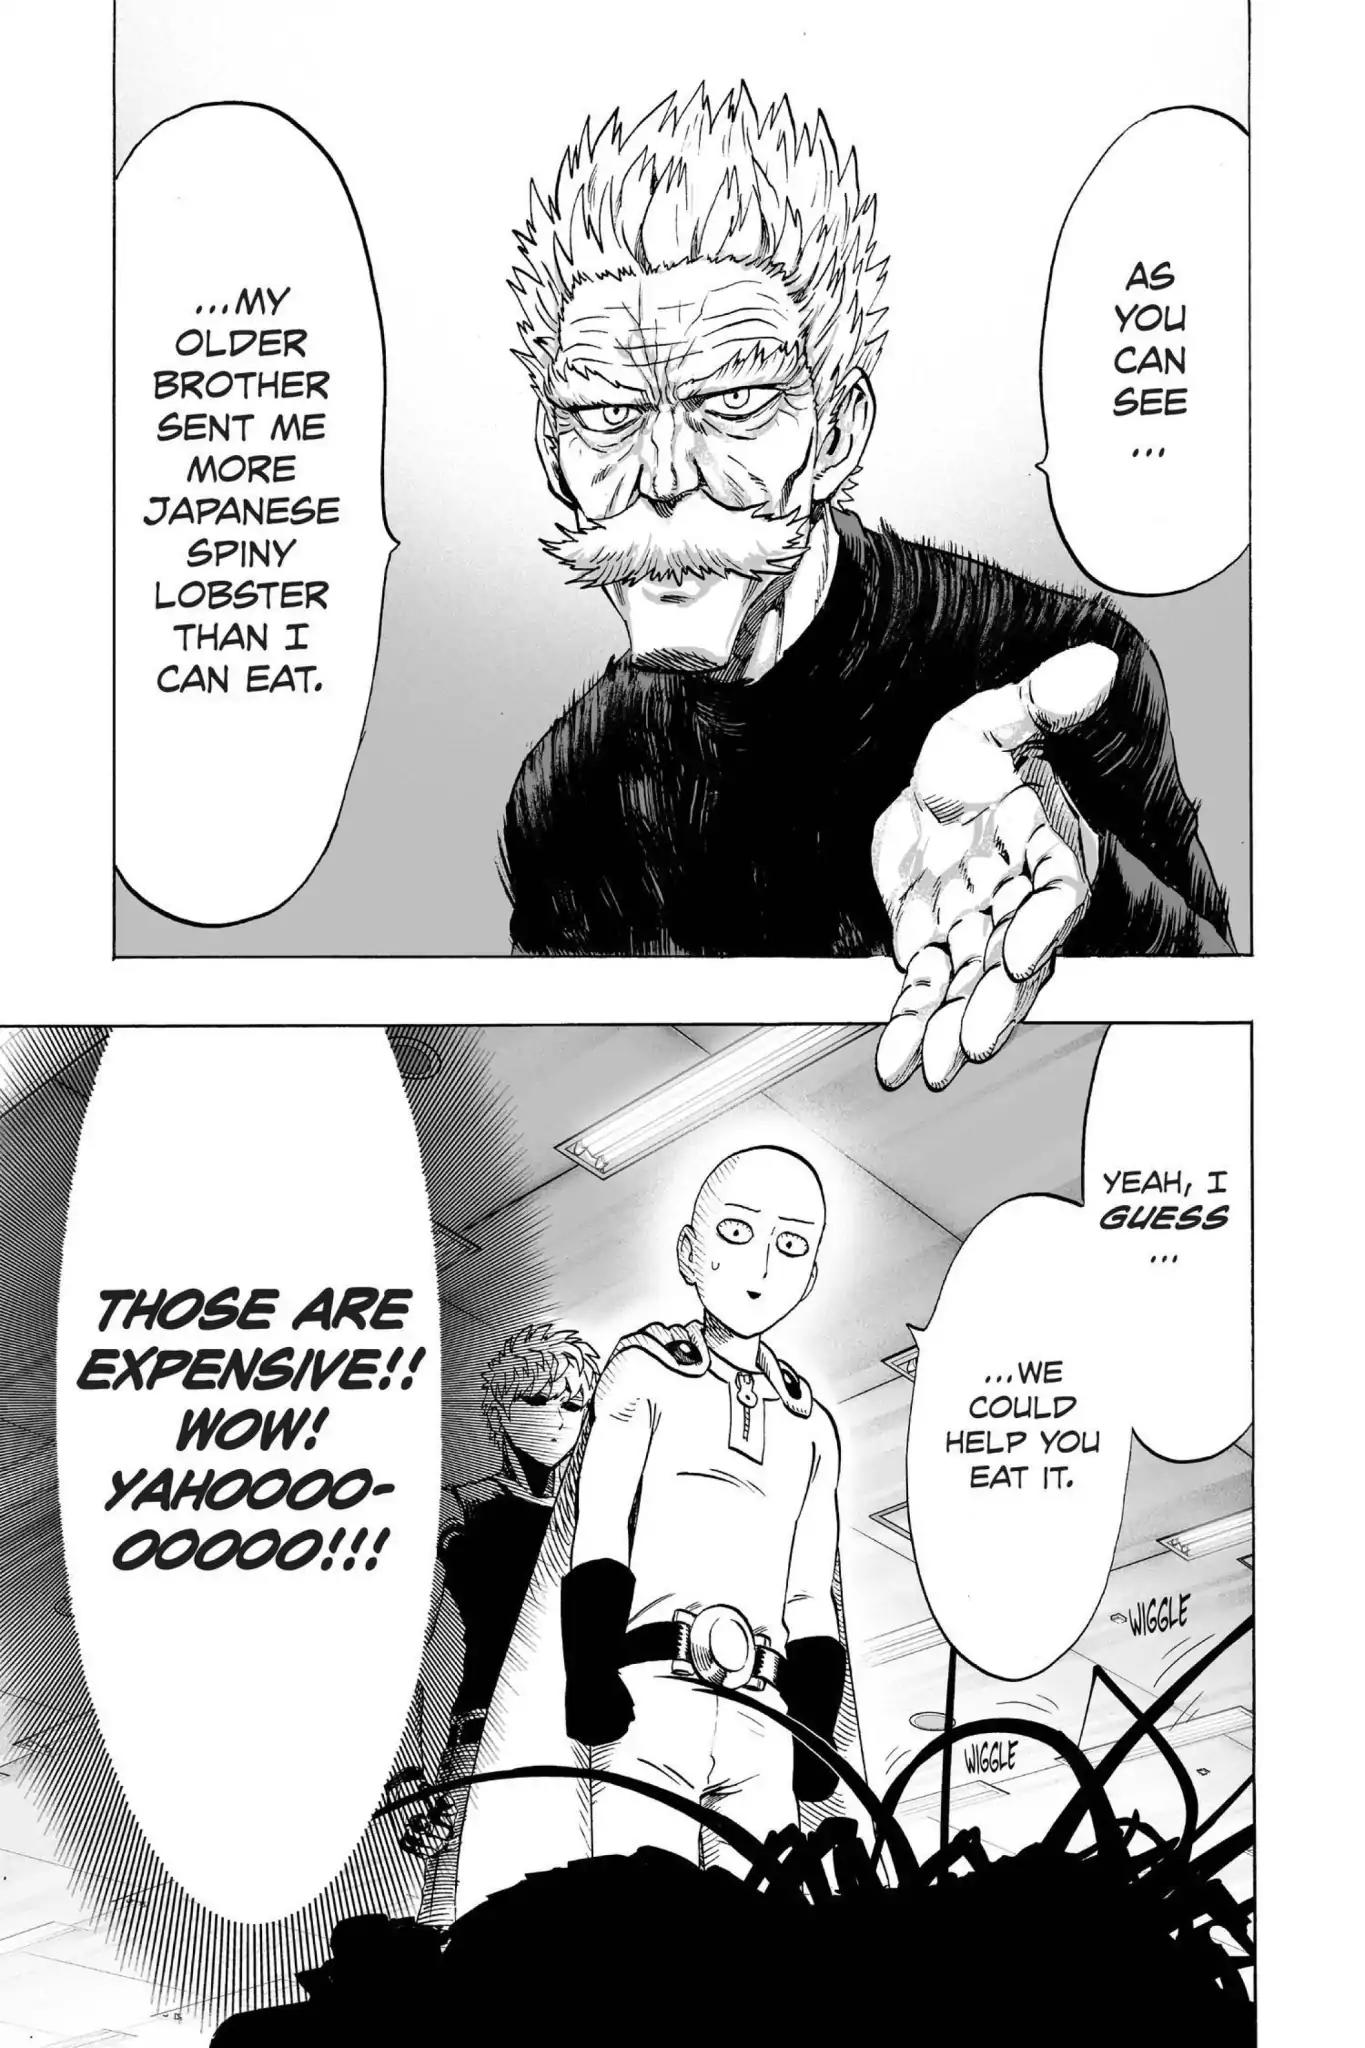 AS
YOU
CAN
SEE
...
...MY
OLDER
BROTHER
SENT ME
MORE
JAPANESE
SPINY
LOBSTER
THAN I
CAN EAT.
YEAH, I
GUESS
...
...WE
COULD
HELP YOU
EAT IT.
THOSE ARE
EXPENSIVE!!
WOW!
YAHOOOO-
OOOOO!!!
WIGGLE
WIGGLE